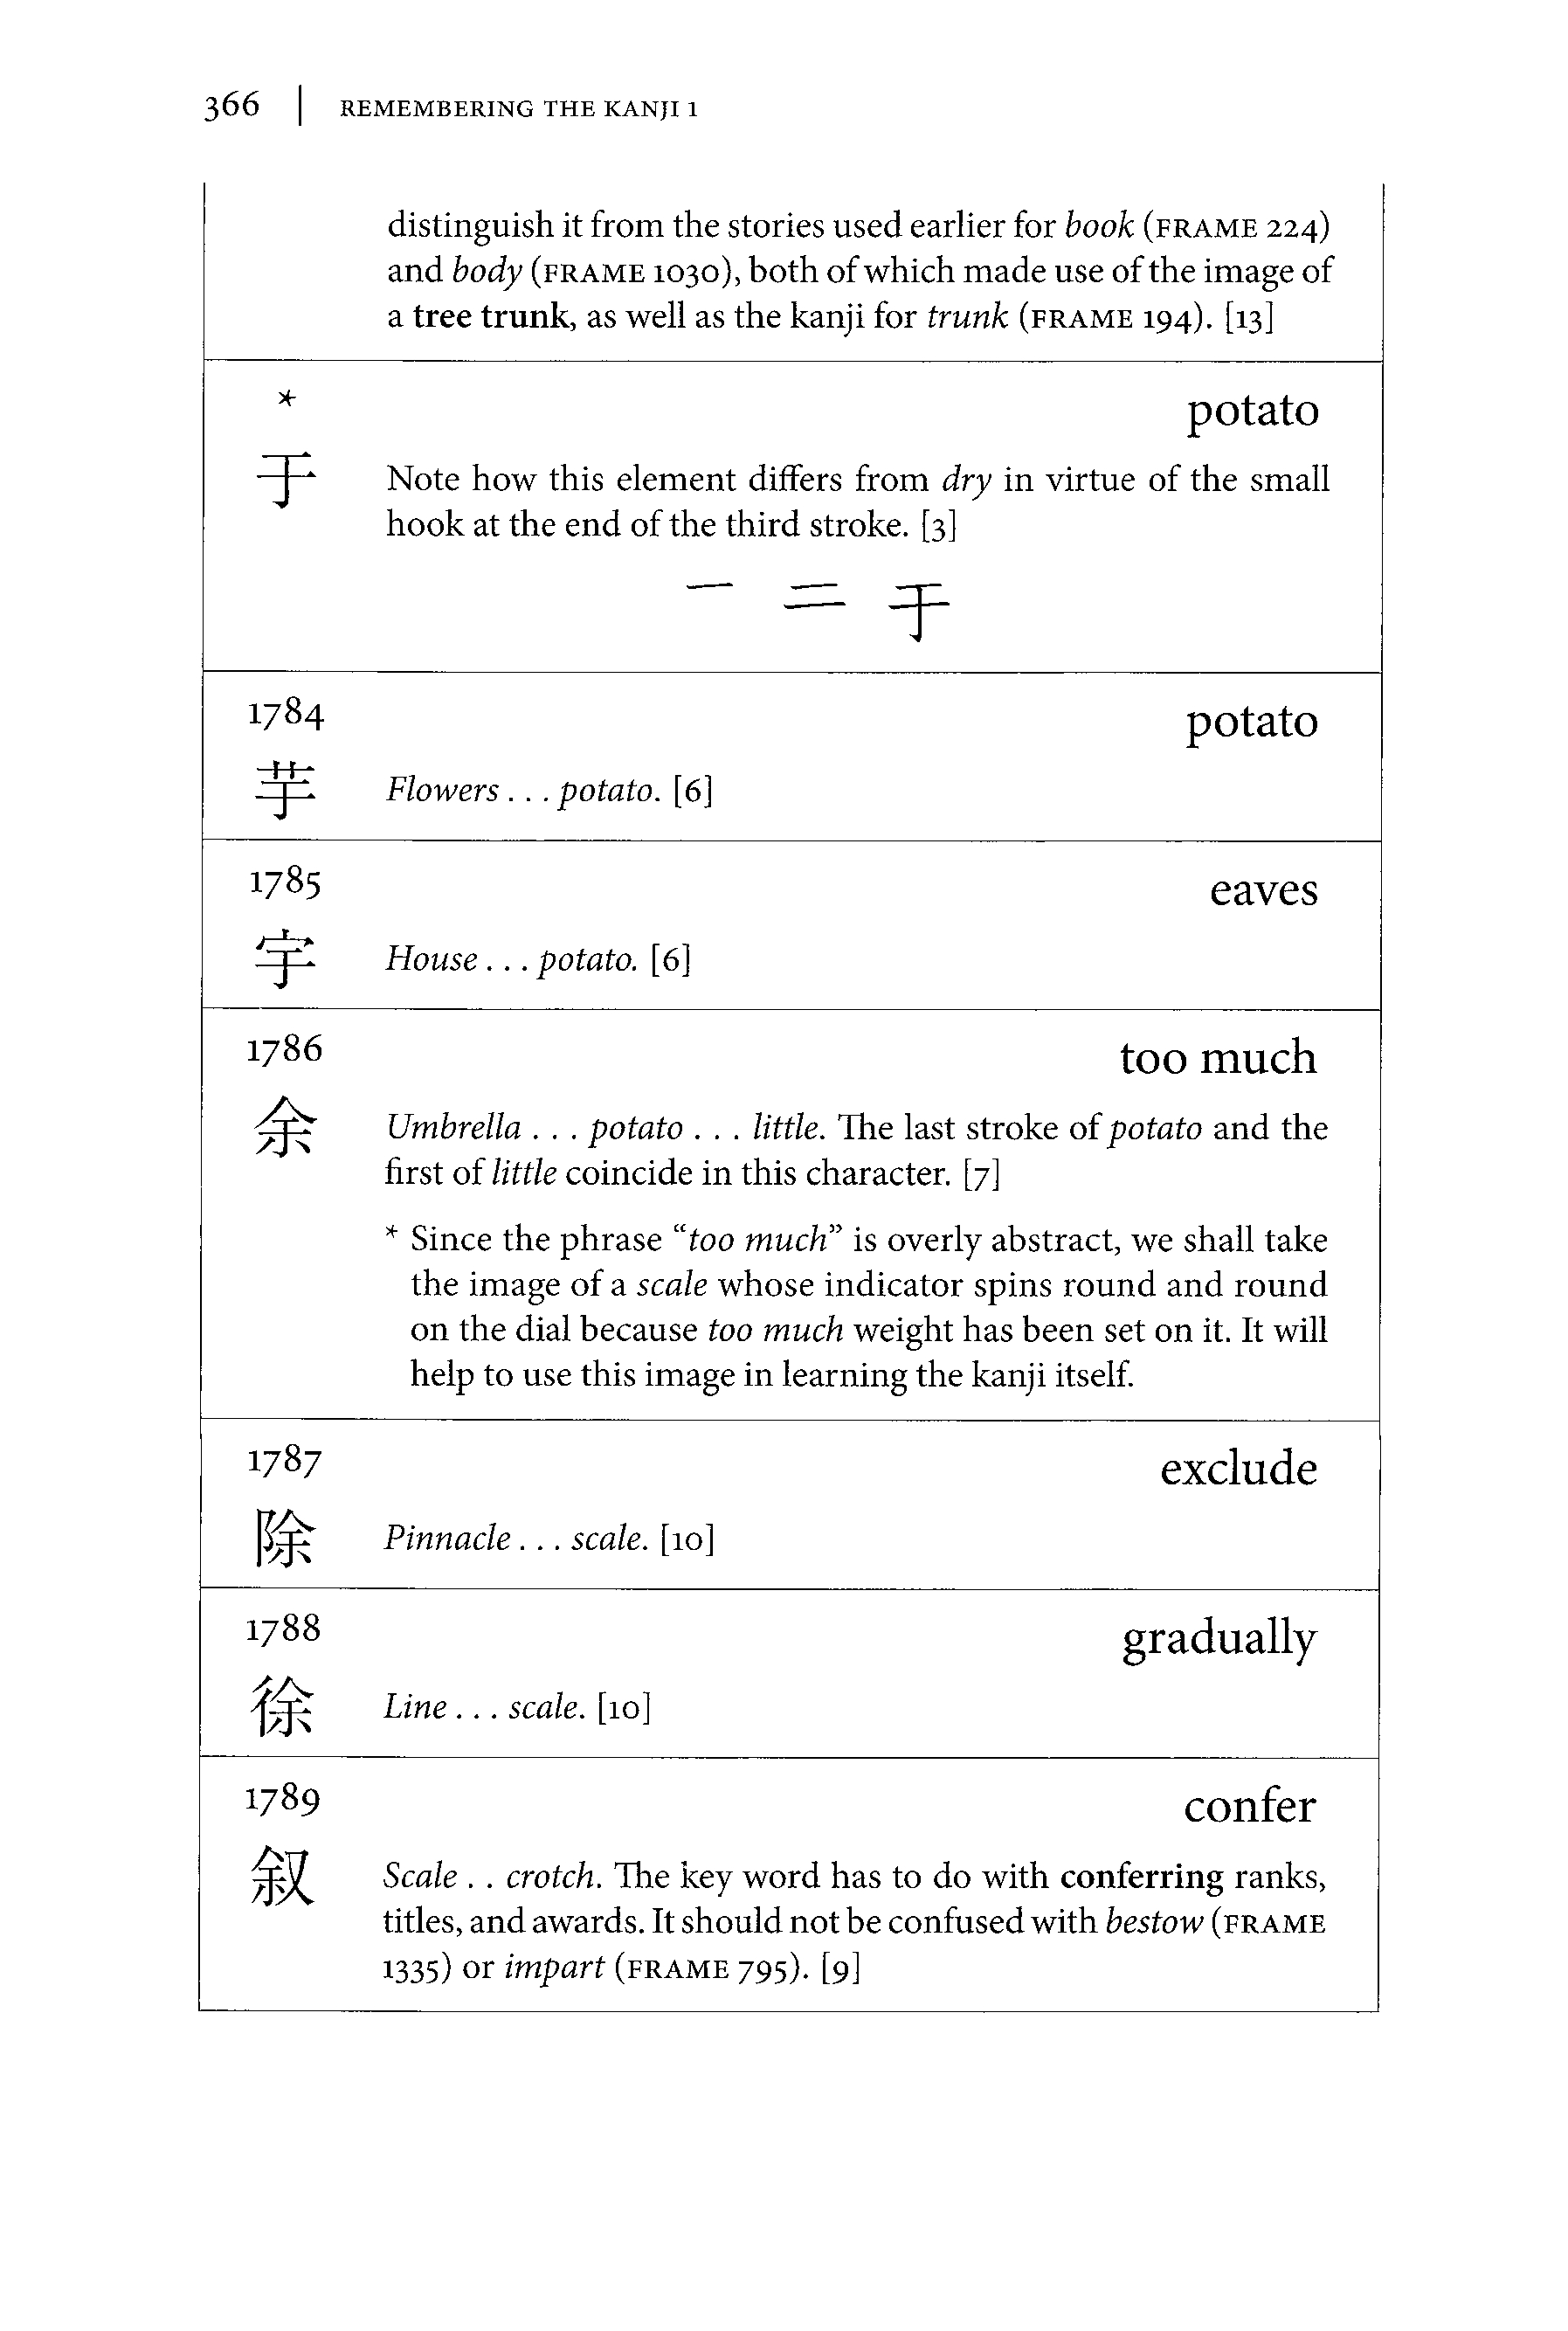 366 | REMEMBERING THE KANJI 1
distinguish it from the stories used earlier for book (FRAME 224)
and body (FRAME 1030), both of which made use of the image of
a tree trunk, as well as the kanji for trunk (FRAME 194). [13]
* potato
于 Note how this element differs from dry in virtue of the small
hook at the end of the third stroke. [3]
一 二 于
1784 potato
芋 Flowers . . . potato. [6]
1785 eaves
宇 House . . . potato. [6]
1786 too much
余 Umbrella . . . potato . . . little. The last stroke of potato and the
first of little coincide in this character. [7]
* Since the phrase “too much” is overly abstract, we shall take
the image of a scale whose indicator spins round and round
on the dial because too much weight has been set on it. It will
help to use this image in learning the kanji itself.
1787 exclude
除 Pinnacle . . . scale. [10]
1788 gradually
徐 Line . . . scale. [10]
1789 confer
叙 Scale . . crotch. The key word has to do with conferring ranks,
titles, and awards. It should not be confused with bestow (FRAME
1335) or impart (FRAME 795). [9]